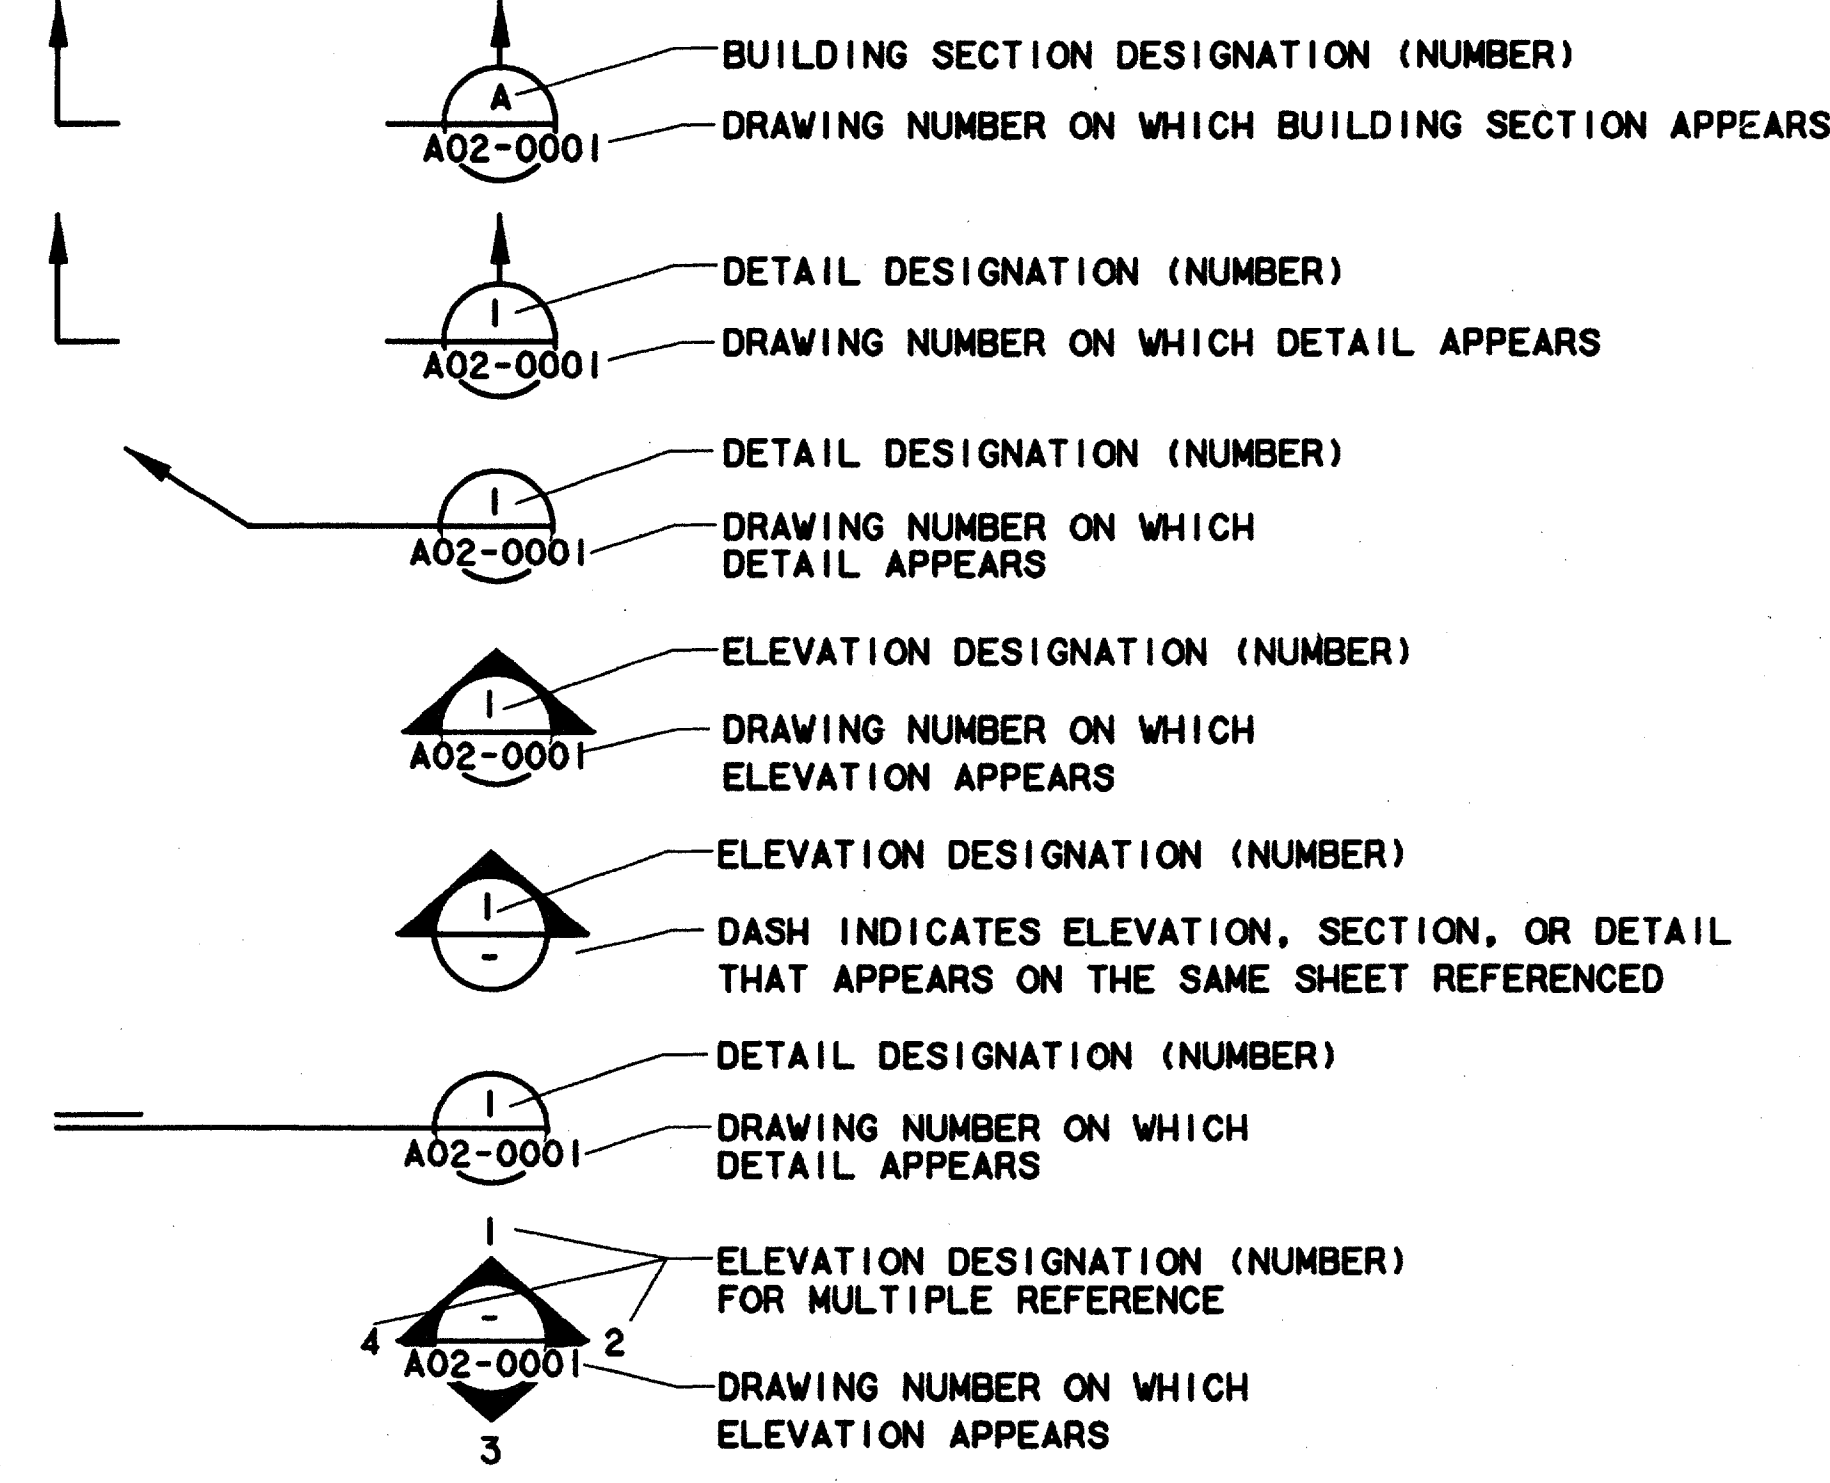 BUILDING SECTION DESIGNATION (NUMBER)
A
DRAWING NUMBER ON WHICH BUILDING SECTION APPEARS
A02-0001
DETAIL DESIGNATION (NUMBER)
1
DRAWING NUMBER ON WHICH DETAIL APPEARS
A02-0001
DETAIL DESIGNATION (NUMBER)
1
DRAWING NUMBER ON WHICH
A02-0001
DETAIL APPEARS
ELEVATION DESIGNATION (NUMBER)
1
DRAWING NUMBER ON WHICH
A02-0001
ELEVATION APPEARS
ELEVATION DESIGNATION (NUMBER)
1
DASH INDICATES ELEVATION, SECTION, OR DETAIL
-
THAT APPEARS ON THE SAME SHEET REFERENCED
DETAIL DESIGNATION (NUMBER)
1
DRAWING NUMBER ON WHICH
A02-0001
DETAIL APPEARS
1
ELEVATION DESIGNATION (NUMBER)
FOR MULTIPLE REFERENCE
-
4
2
A02-0001
DRAWING NUMBER ON WHICH
ELEVATION APPEARS
3